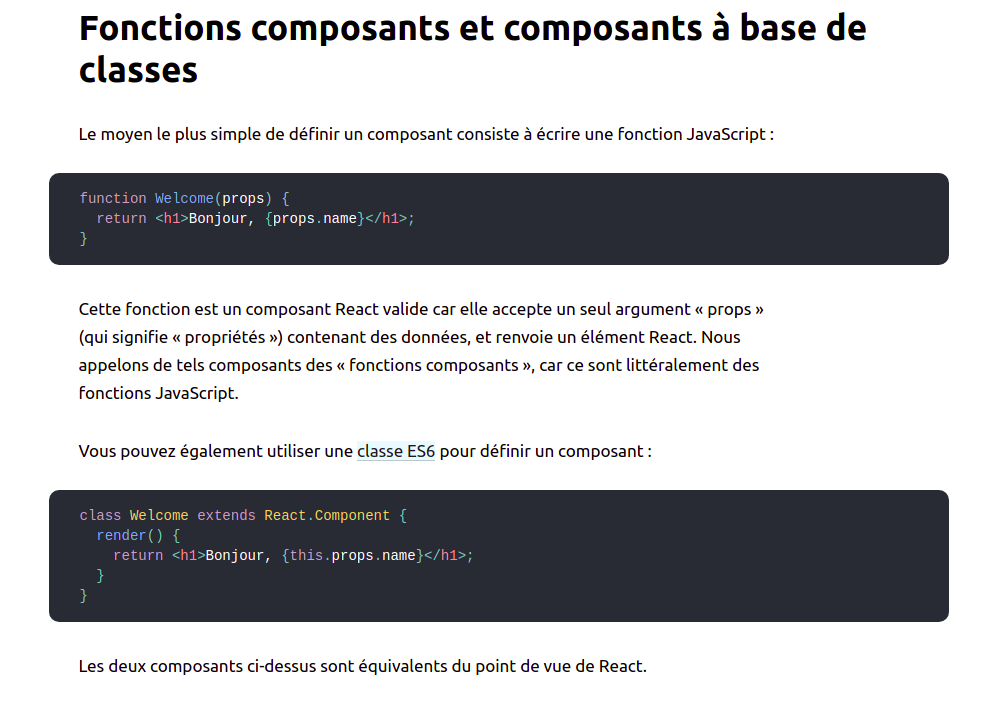 Fonctions composants et composants à base de
classes
Le moyen le plus simple de définir un composant consiste à écrire une fonction JavaScript :
function Welcome(props) {
  return <h1>Bonjour, {props.name}</h1>;
}
Cette fonction est un composant React valide car elle accepte un seul argument « props »
(qui signifie « propriétés ») contenant des données, et renvoie un élément React. Nous
appelons de tels composants des « fonctions composants », car ce sont littéralement des
fonctions JavaScript.
Vous pouvez également utiliser une classe ES6 pour définir un composant :
class Welcome extends React.Component {
  render() {
    return <h1>Bonjour, {this.props.name}</h1>;
  }
}
Les deux composants ci-dessus sont équivalents du point de vue de React.